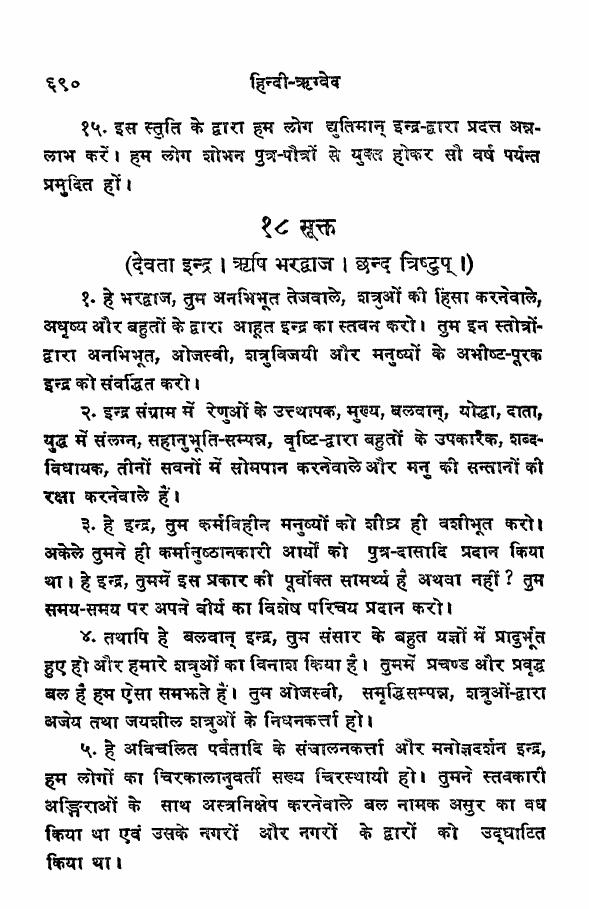 ६९० हिन्दी-ऋग्वेद
१५. इस स्तुति के द्वारा हम लोग द्युतिमान् इन्द्र-द्वारा प्रदत्त अन्न-
लाभ करें। हम लोग शोभन पुत्र-पौत्रों से युक्त होकर सौ वर्ष पर्यन्त
प्रमुदित हों।
१८ सूक्त
(देवता इन्द्र। ऋषि भरद्वाज। छन्द त्रिष्टुप्।)
१. हे भरद्वाज, तुम अनभिभूत तेजवाले, शत्रुओं की हिंसा करनेवाले,
अधृष्य और बहुतों के द्वारा आहूत इन्द्र का स्तवन करो। तुम इन स्तोत्रों-
द्वारा अनभिभूत, ओजस्वी, शत्रुविजयी और मनुष्यों के अभीष्ट-पूरक
इन्द्र को संवर्द्धित करो।
२. इन्द्र संग्राम में रेणुओं के उत्थापक, मुख्य, बलवान्, योद्धा, दाता,
युद्ध में संलग्न, सहानुभूति-सम्पन्न, वृष्टि-द्वारा बहुतों के उपकारक, शब्द-
विधायक, तीनों सवनों में सोमपान करनेवाले और मनु की सन्तानों की
रक्षा करनेवाले हैं।
३. हे इन्द्र, तुम कर्मविहीन मनुष्यों को शीघ्र ही वशीभूत करो।
अकेले तुमने ही कर्मानुष्ठानकारी आर्यों को पुत्र-दासादि प्रदान किया
था। हे इन्द्र, तुममें इस प्रकार की पूर्वोक्त सामर्थ्य है अथवा नहीं? तुम
समय-समय पर अपने वीर्य का विशेष परिचय प्रदान करो।
४. तथापि हे बलवान् इन्द्र, तुम संसार के बहुत यज्ञों में प्रादुर्भूत
हुए हो और हमारे शत्रुओं का विनाश किया है। तुममें प्रचण्ड और प्रवृद्ध
बल है हम ऐसा समझते हैं। तुम ओजस्वी, समृद्धिसम्पन्न, शत्रुओं-द्वारा
अजेय तथा जयशील शत्रुओं के निधनकर्त्ता हो।
५. हे अविचलित पर्वतादि के संचालनकर्त्ता और मनोज्ञदर्शन इन्द्र,
हम लोगों का चिरकालानुवर्ती सख्य चिरस्थायी हो। तुमने स्तवकारी
अङ्गिराओं के साथ अस्त्रनिक्षेप करनेवाले बल नामक असुर का वध
किया था एवं उसके नगरों और नगरों के द्वारों को उद्घाटित
किया था।